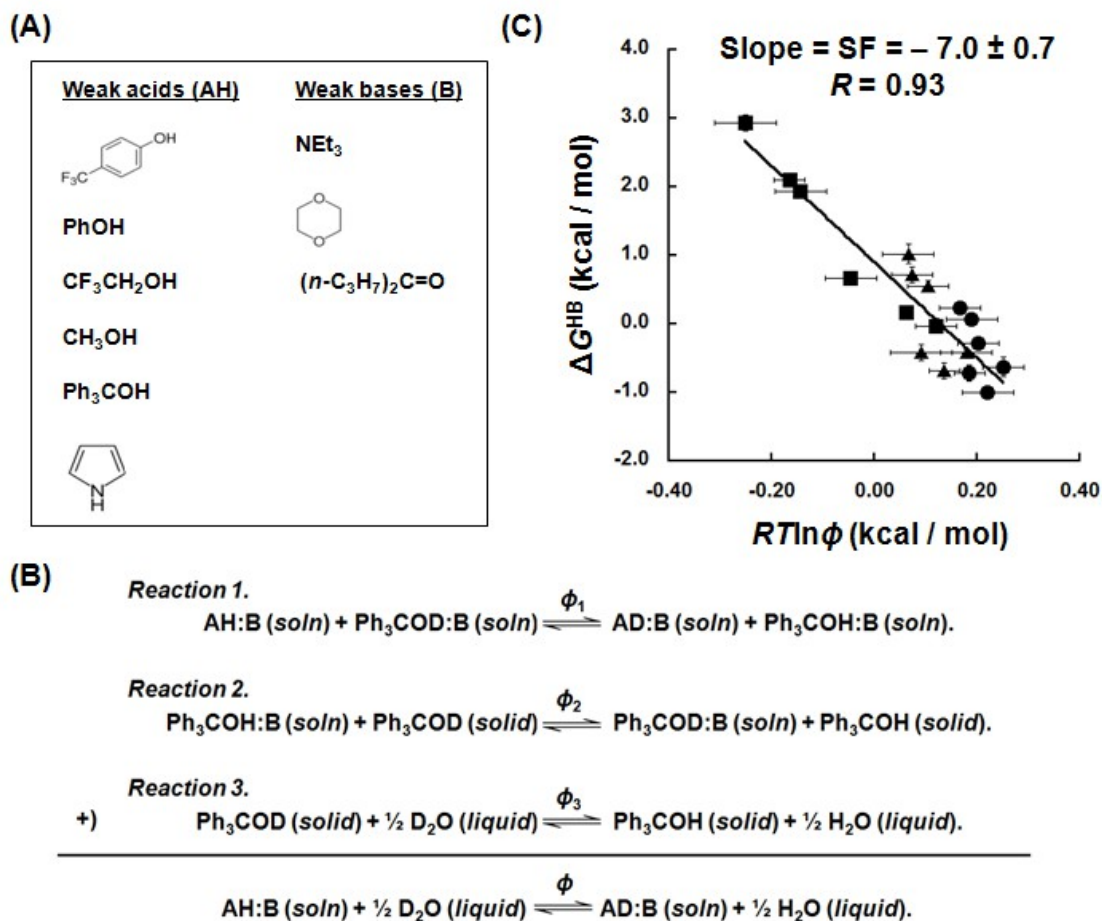 (A)
Weak acids (AH) Weak bases (B)
OH
F₃C
NEt₃
O
O
PhOH
CF₃CH₂OH (n-C₃H₇)₂C=O
CH₃OH
Ph₃COH
N
H
(C)
Slope = SF = – 7.0 ± 0.7
R = 0.93
4.0
3.0
2.0
1.0
0.0
-1.0
-2.0
ΔG^HB (kcal / mol)
-0.40 -0.20 0.00 0.20 0.40
RTlnϕ (kcal / mol)
(B)
Reaction 1.
AH:B (soln) + Ph₃COD:B (soln) ⇌ ϕ₁ AD:B (soln) + Ph₃COH:B (soln).
Reaction 2.
Ph₃COH:B (soln) + Ph₃COD (solid) ⇌ ϕ₂ Ph₃COD:B (soln) + Ph₃COH (solid).
Reaction 3.
+) Ph₃COD (solid) + ½ D₂O (liquid) ⇌ ϕ₃ Ph₃COH (solid) + ½ H₂O (liquid).
AH:B (soln) + ½ D₂O (liquid) ⇌ ϕ AD:B (soln) + ½ H₂O (liquid).